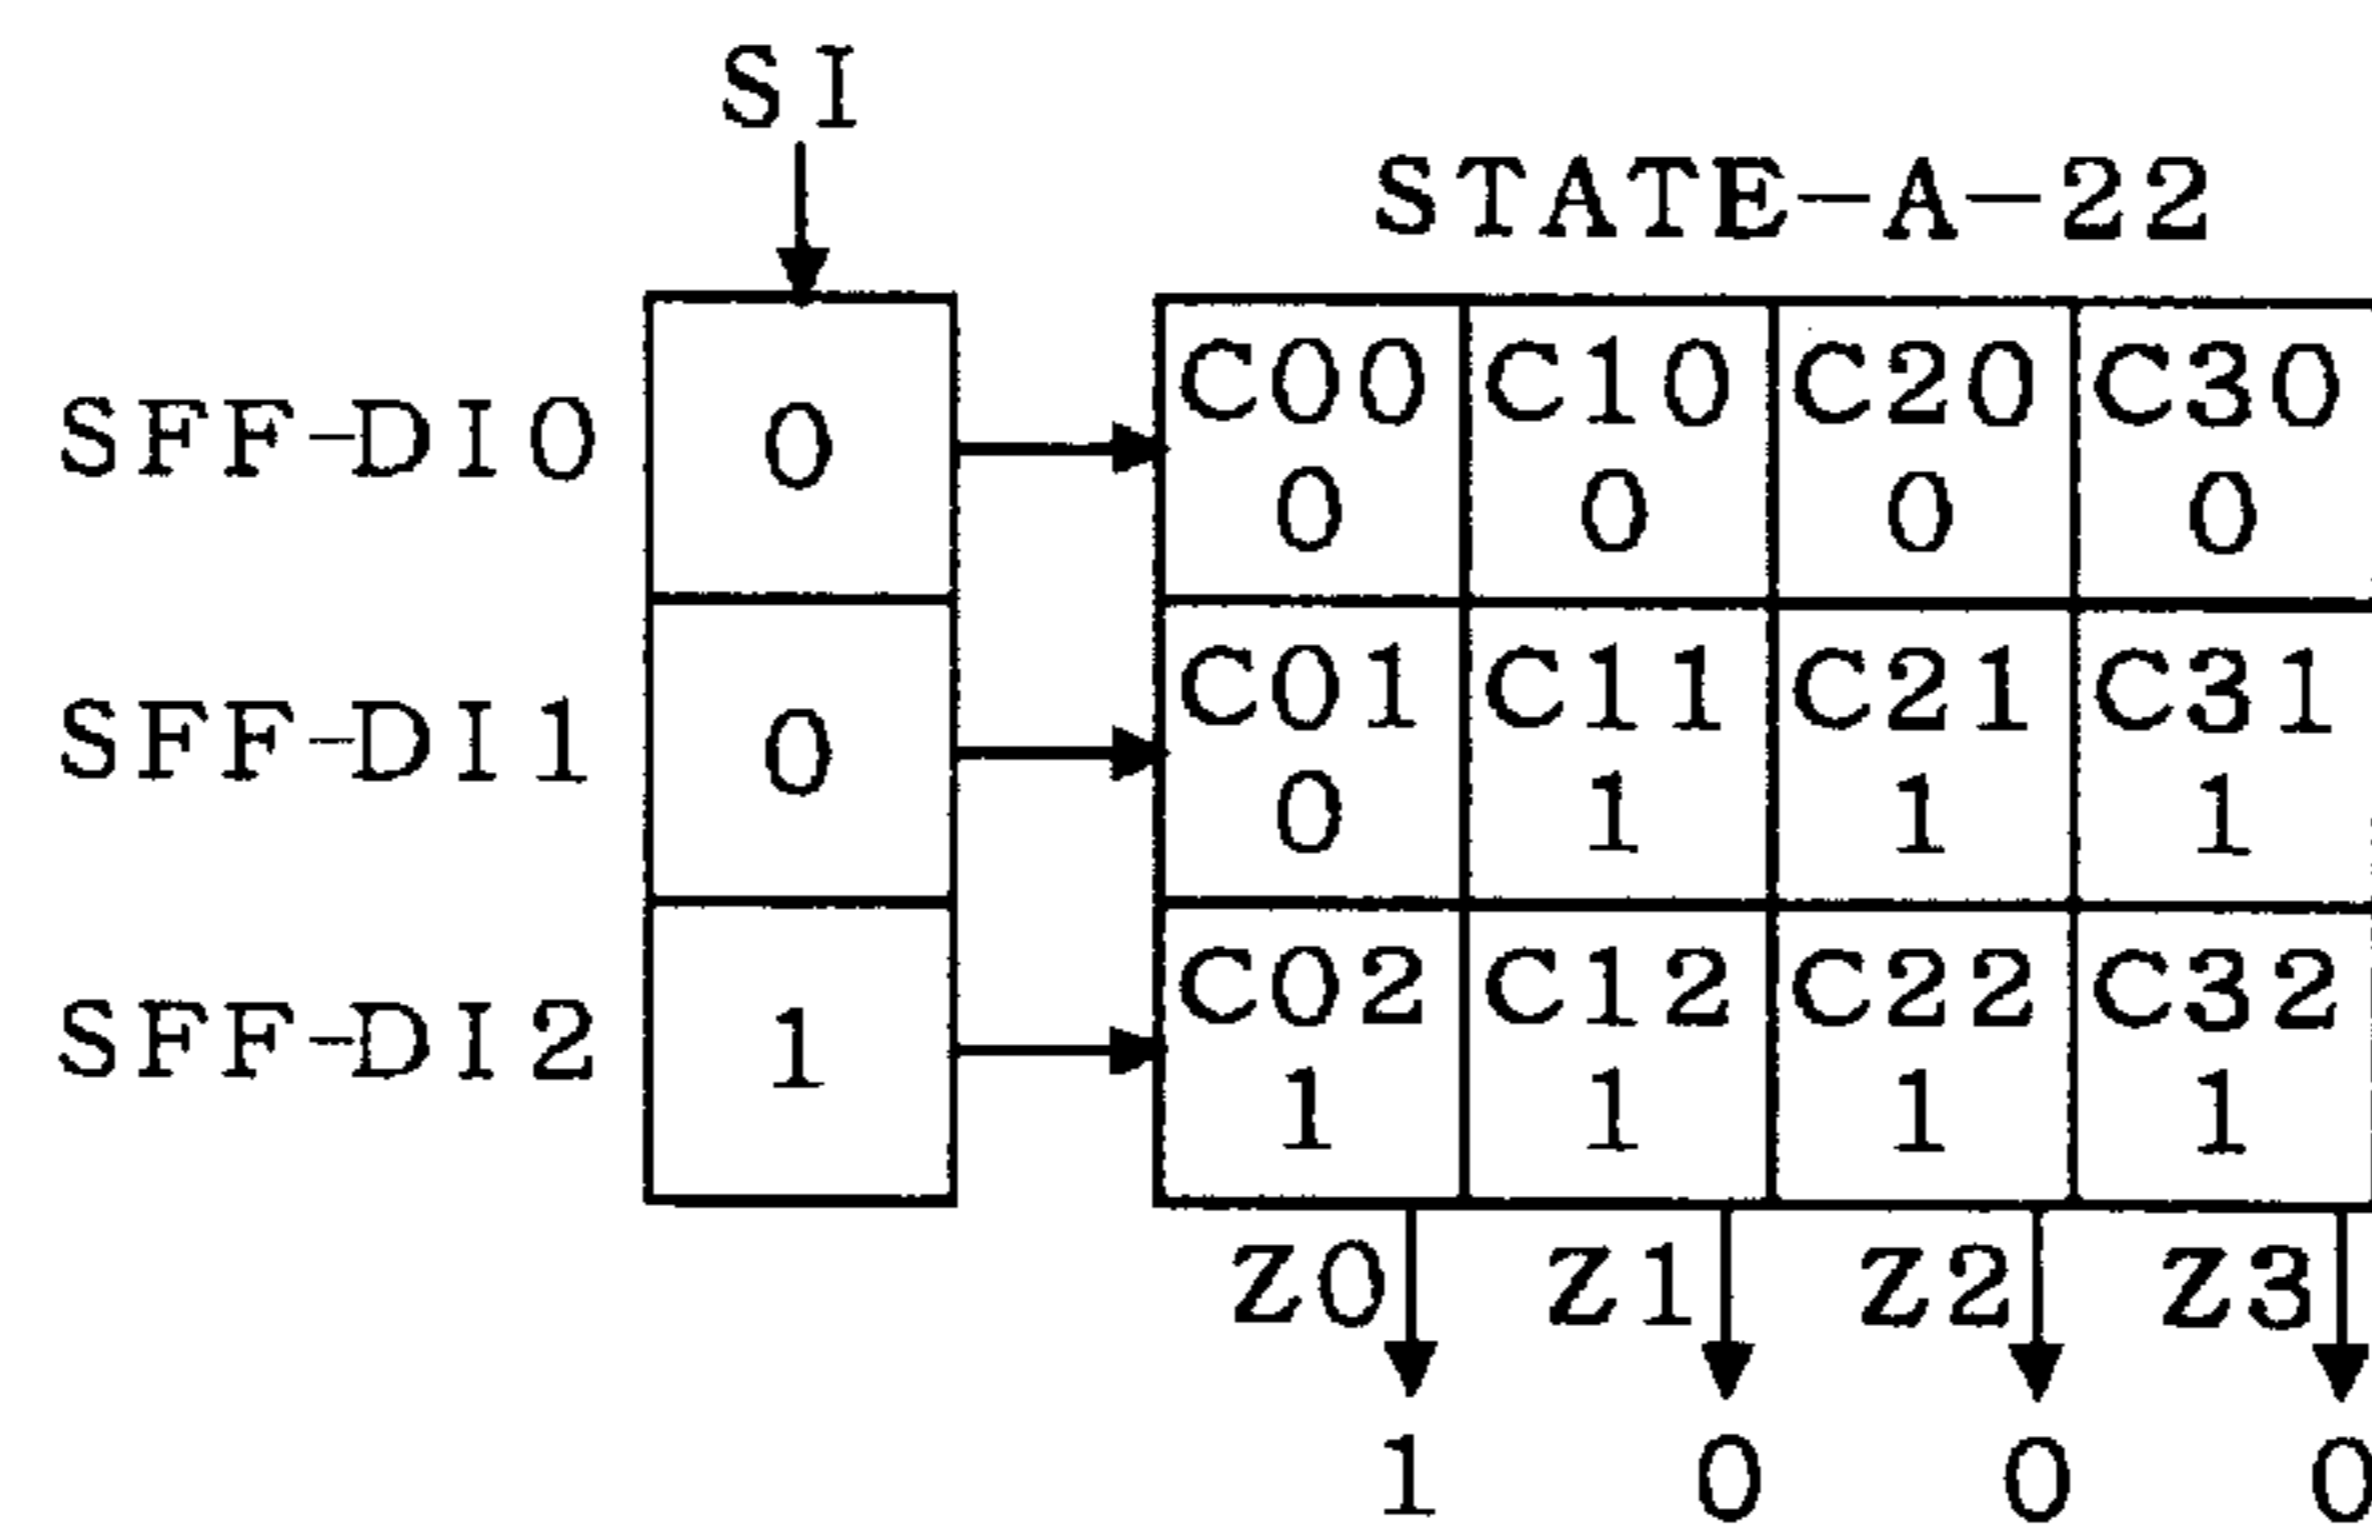 SI
STATE-A-22
SFF-DI0 0 C00 C10 C20 C30
0 0 0 0
SFF-DI1 0 C01 C11 C21 C31
0 1 1 1
SFF-DI2 1 C02 C12 C22 C32
1 1 1 1
Z0 Z1 Z2 Z3
1 0 0 0